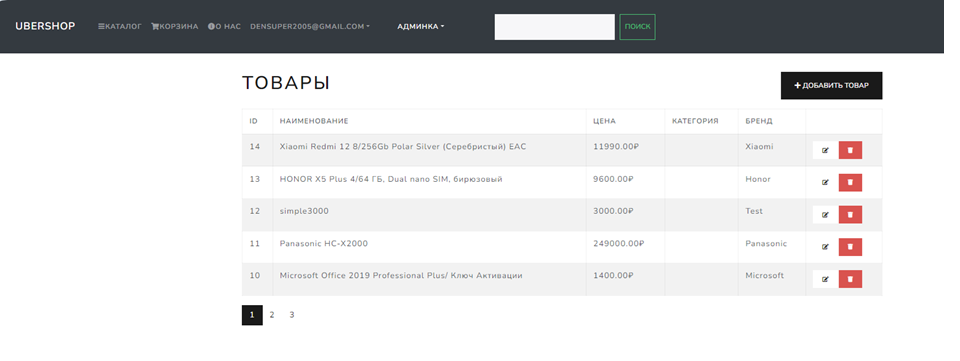 UBERSHOP КАТАЛОГ КОРЗИНА О НАС DENSUPER2005@GMAIL.COM АДМИНКА ПОИСК
ТОВАРЫ
ДОБАВИТЬ ТОВАР
ID НАИМЕНОВАНИЕ ЦЕНА КАТЕГОРИЯ БРЕНД
14 Xiaomi Redmi 12 8/256Gb Polar Silver (Серебристый) EAC 11990.00₽ Xiaomi
13 HONOR X5 Plus 4/64 ГБ, Dual nano SIM, бирюзовый 9600.00₽ Honor
12 simple3000 3000.00₽ Test
11 Panasonic HC-X2000 249000.00₽ Panasonic
10 Microsoft Office 2019 Professional Plus/ Ключ Активации 1400.00₽ Microsoft
1 2 3